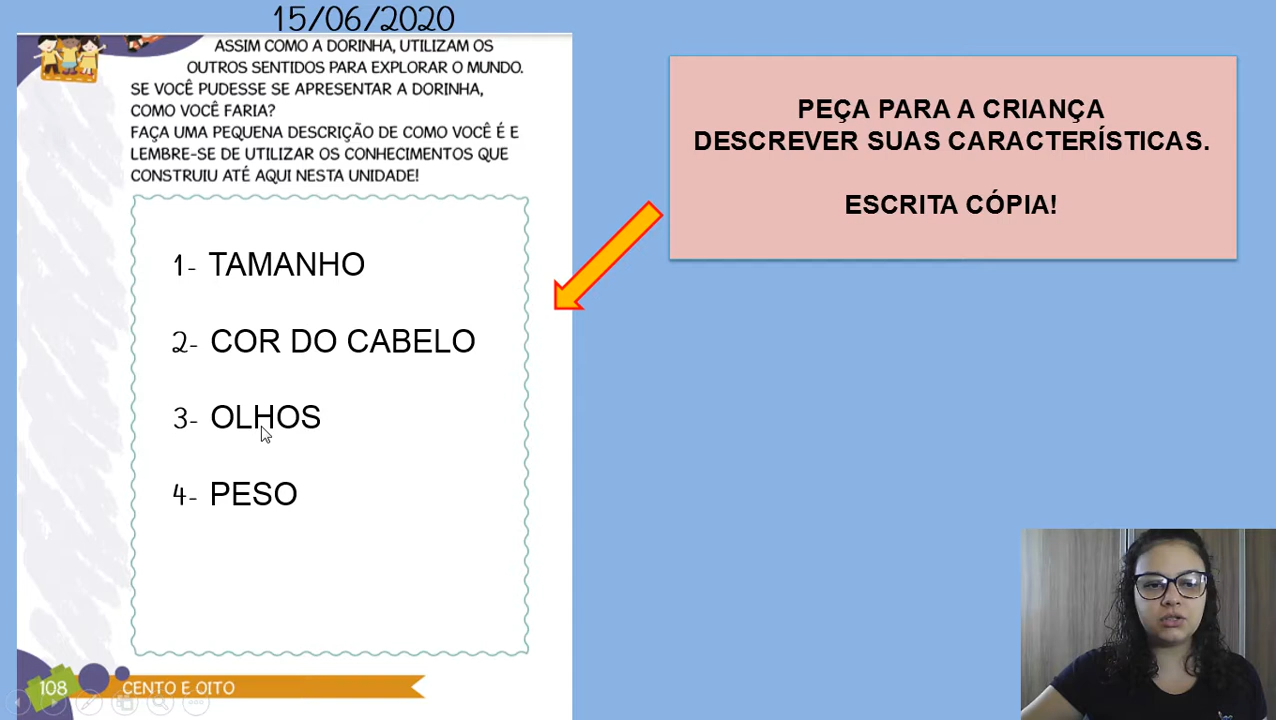 15/06/2020
ASSIM COMO A DORINHA, UTILIZAM OS
OUTROS SENTIDOS PARA EXPLORAR O MUNDO.
SE VOCÊ PUDESSE SE APRESENTAR A DORINHA,
COMO VOCÊ FARIA?
FAÇA UMA PEQUENA DESCRIÇÃO DE COMO VOCÊ É E
LEMBRE-SE DE UTILIZAR OS CONHECIMENTOS QUE
CONSTRUIU ATÉ AQUI NESTA UNIDADE!
1- TAMANHO
2- COR DO CABELO
3- OLHOS
4- PESO
108 CENTO E OITO
PEÇA PARA A CRIANÇA
DESCREVER SUAS CARACTERÍSTICAS.
ESCRITA CÓPIA!